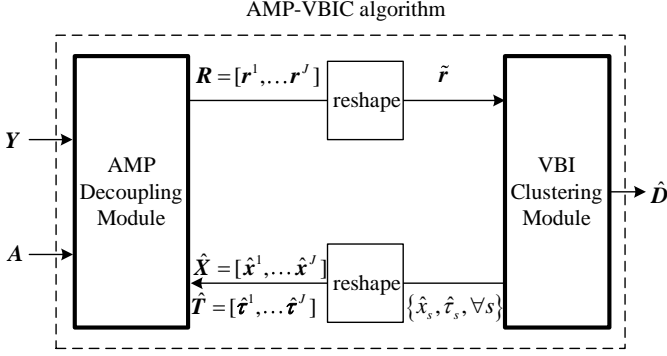 AMP-VBIC algorithm
R = [r^1,… r^J]
reshape
r̃
Y
A
AMP
Decoupling
Module
VBI
Clustering
Module
D̂
X̂ = [x̂^1,… x̂^J]
T̂ = [τ̂^1,… τ̂^J]
reshape
{x̂_s, τ̂_s, ∀s}